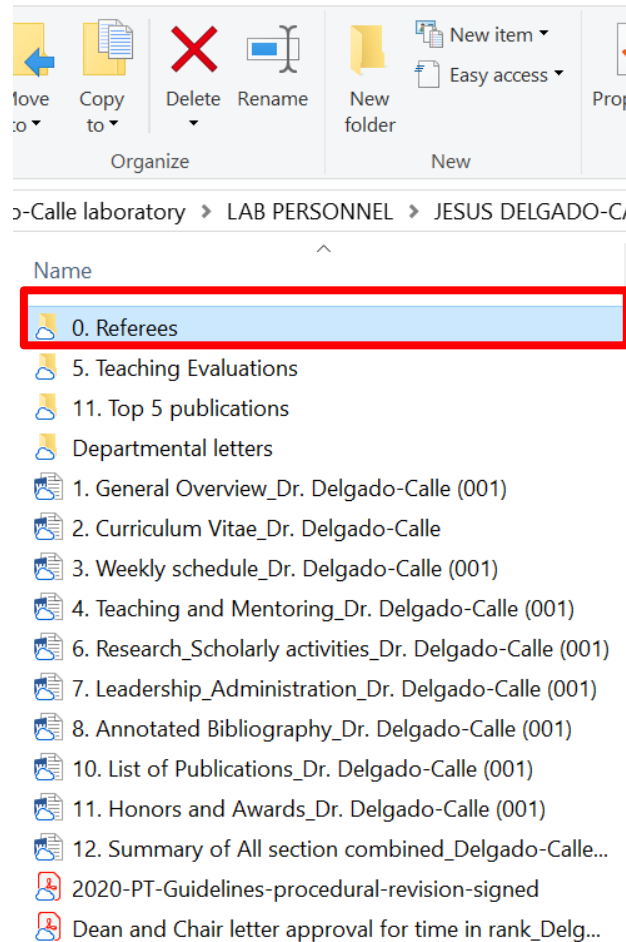 New item
Easy access
Move to
Copy to
Delete
Rename
New folder
Prop
Organize
New
o-Calle laboratory > LAB PERSONNEL > JESUS DELGADO-CA
Name
0. Referees
5. Teaching Evaluations
11. Top 5 publications
Departmental letters
1. General Overview_Dr. Delgado-Calle (001)
2. Curriculum Vitae_Dr. Delgado-Calle
3. Weekly schedule_Dr. Delgado-Calle (001)
4. Teaching and Mentoring_Dr. Delgado-Calle (001)
6. Research_Scholarly activities_Dr. Delgado-Calle (001)
7. Leadership_Administration_Dr. Delgado-Calle (001)
8. Annotated Bibliography_Dr. Delgado-Calle (001)
10. List of Publications_Dr. Delgado-Calle (001)
11. Honors and Awards_Dr. Delgado-Calle (001)
12. Summary of All section combined_Delgado-Calle...
2020-PT-Guidelines-procedural-revision-signed
Dean and Chair letter approval for time in rank_Delg...